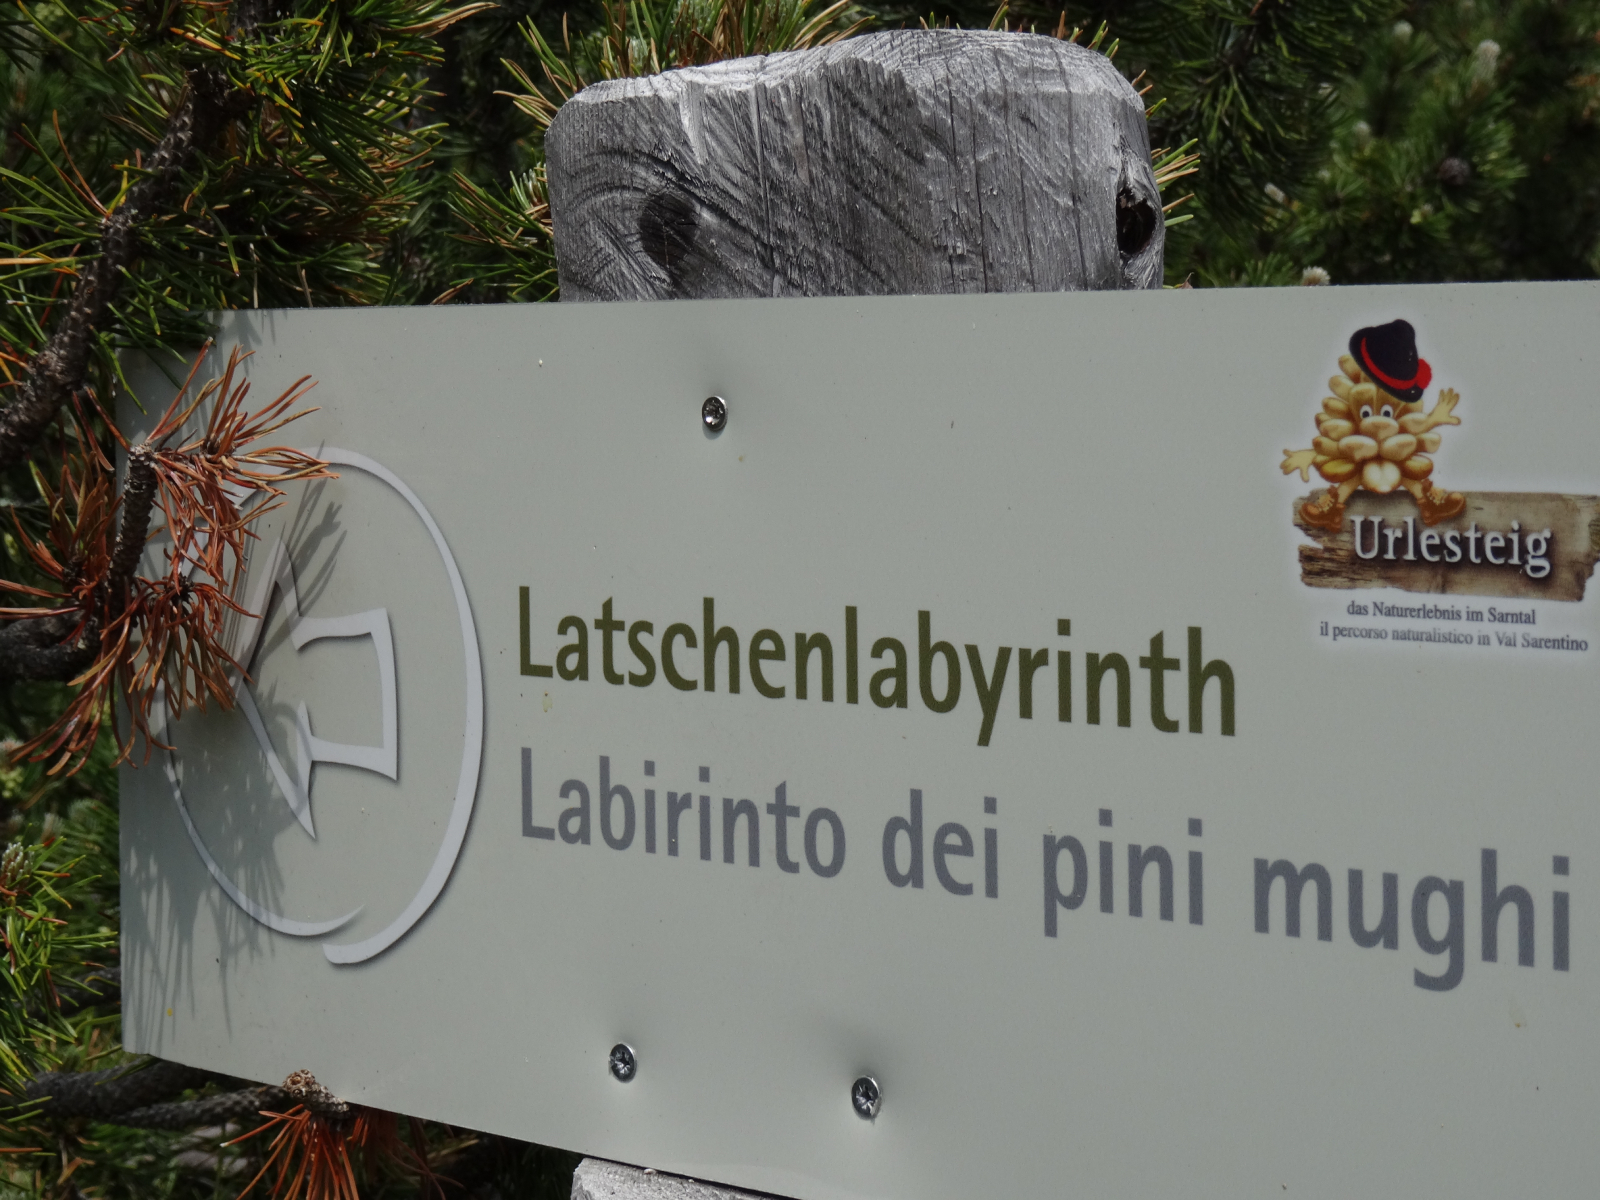 Urlesteig
das Naturerlebnis im Sarntal
il percorso naturalistico in Val Sarentino
Latschenlabyrinth
Labirinto dei pini mughi